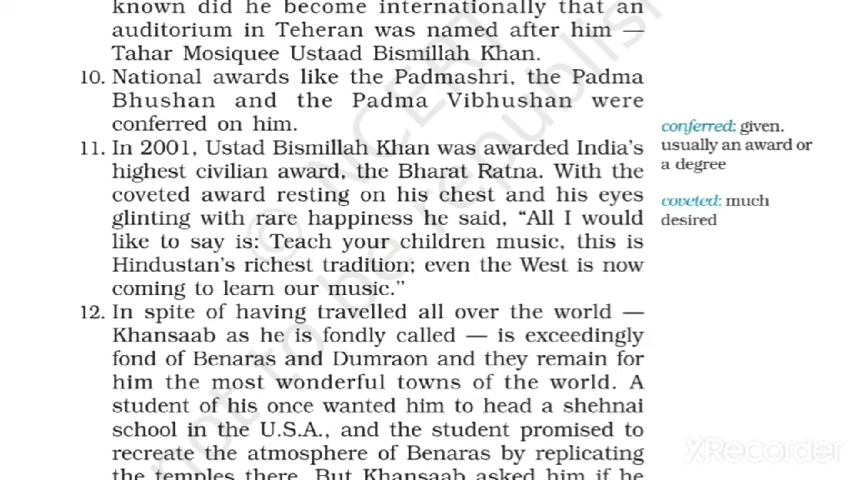 known did he become internationally that an
auditorium in Teheran was named after him —
Tahar Mosiquee Ustaad Bismillah Khan.
10. National awards like the Padmashri, the Padma
Bhushan and the Padma Vibhushan were
conferred on him.
11. In 2001, Ustad Bismillah Khan was awarded India's
highest civilian award, the Bharat Ratna. With the
coveted award resting on his chest and his eyes
glinting with rare happiness he said, “All I would
like to say is: Teach your children music, this is
Hindustan's richest tradition; even the West is now
coming to learn our music.”
12. In spite of having travelled all over the world —
Khansaab as he is fondly called — is exceedingly
fond of Benaras and Dumraon and they remain for
him the most wonderful towns of the world. A
student of his once wanted him to head a shehnai
school in the U.S.A., and the student promised to
recreate the atmosphere of Benaras by replicating
the temples there. But Khansaab asked him if he
conferred: given,
usually an award or
a degree
coveted: much
desired
© NCERT
not to be republish
XRecorder